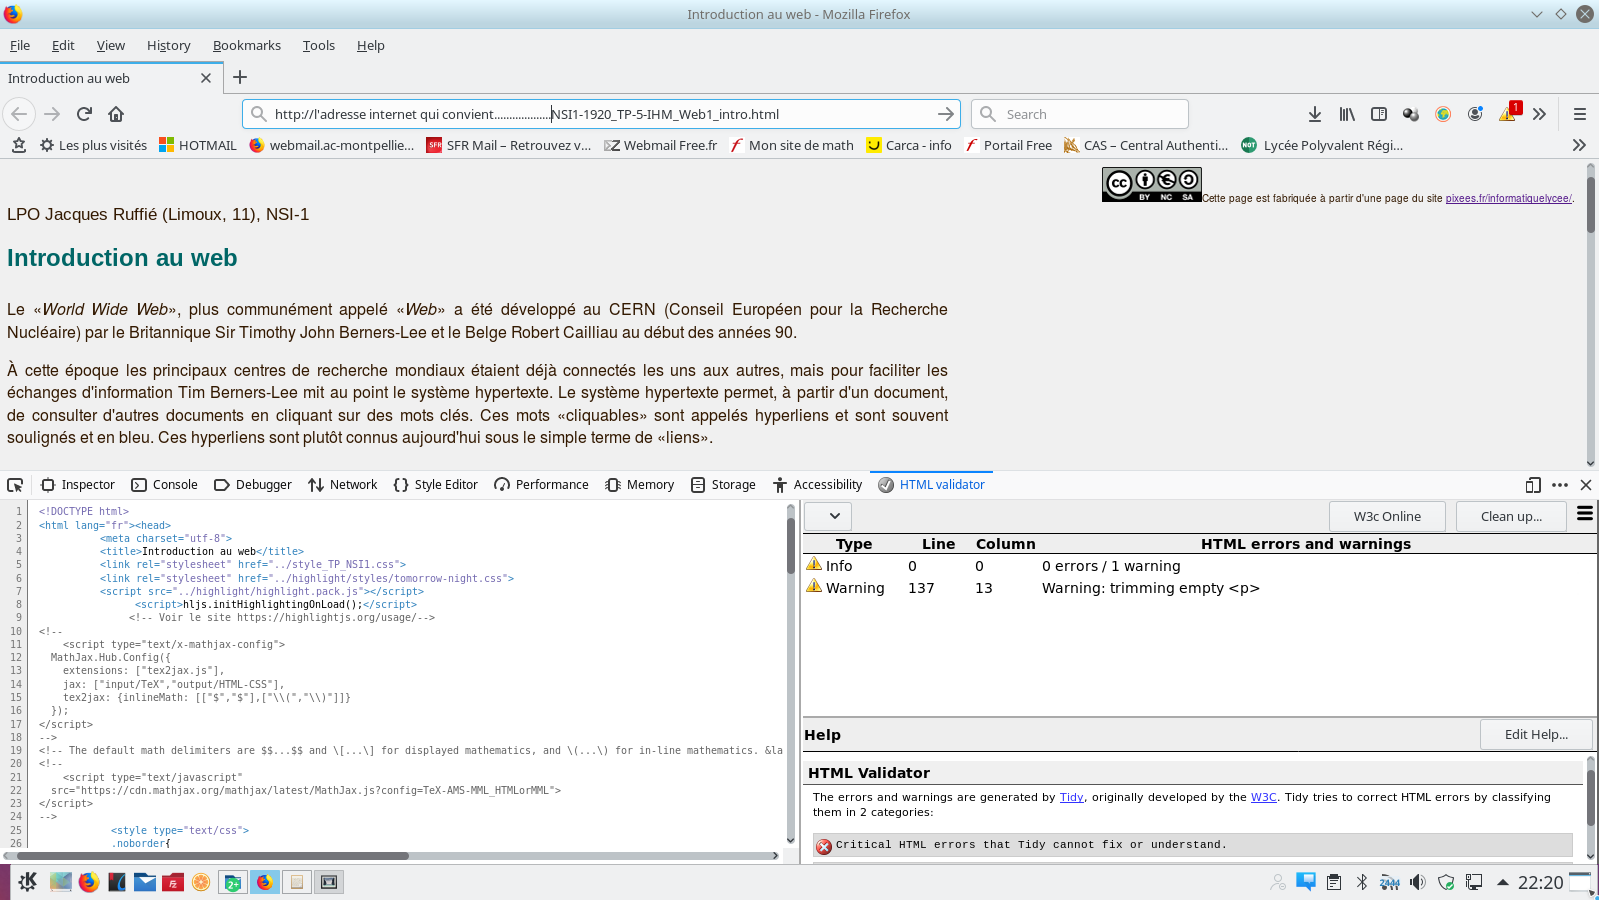 Introduction au web - Mozilla Firefox
File Edit View History Bookmarks Tools Help
Introduction au web
http://l'adresse internet qui convient...................NSI1-1920_TP-5-IHM_Web1_intro.html
Search
1
Les plus visités HOTMAIL webmail.ac-montpellie... SFR Mail – Retrouvez v... Webmail Free.fr Mon site de math Carca - info Portail Free CAS – Central Authenti... Lycée Polyvalent Régi...
cc BY NC SA
Cette page est fabriquée à partir d'une page du site pixees.fr/informatiquelycee/.
LPO Jacques Ruffié (Limoux, 11), NSI-1
Introduction au web
Le «World Wide Web», plus communément appelé «Web» a été développé au CERN (Conseil Européen pour la Recherche
Nucléaire) par le Britannique Sir Timothy John Berners-Lee et le Belge Robert Cailliau au début des années 90.
À cette époque les principaux centres de recherche mondiaux étaient déjà connectés les uns aux autres, mais pour faciliter les
échanges d'information Tim Berners-Lee mit au point le système hypertexte. Le système hypertexte permet, à partir d'un document,
de consulter d'autres documents en cliquant sur des mots clés. Ces mots «cliquables» sont appelés hyperliens et sont souvent
soulignés et en bleu. Ces hyperliens sont plutôt connus aujourd'hui sous le simple terme de «liens».
Inspector Console Debugger Network Style Editor Performance Memory Storage Accessibility HTML validator
1 <!DOCTYPE html>
2 <html lang="fr"><head>
3 <meta charset="utf-8">
4 <title>Introduction au web</title>
5 <link rel="stylesheet" href="../style_TP_NSI1.css">
6 <link rel="stylesheet" href="../highlight/styles/tomorrow-night.css">
7 <script src="../highlight/highlight.pack.js"></script>
8 <script>hljs.initHighlightingOnLoad();</script>
9 <!-- Voir le site https://highlightjs.org/usage/-->
10 <!--
11 <script type="text/x-mathjax-config">
12 MathJax.Hub.Config({
13 extensions: ["tex2jax.js"],
14 jax: ["input/TeX","output/HTML-CSS"],
15 tex2jax: {inlineMath: [["$","$"],["\\(","\\)"]]}
16 });
17 </script>
18 -->
19 <!-- The default math delimiters are $$...$$ and \[...\] for displayed mathematics, and \(...\) for in-line mathematics. &la
20 <!--
21 <script type="text/javascript"
22 src="https://cdn.mathjax.org/mathjax/latest/MathJax.js?config=TeX-AMS-MML_HTMLorMML">
23 </script>
24 -->
25 <style type="text/css">
26 .noborder{
W3c Online Clean up...
Type Line Column HTML errors and warnings
Info 0 0 0 errors / 1 warning
Warning 137 13 Warning: trimming empty <p>
Help Edit Help...
HTML Validator
The errors and warnings are generated by Tidy, originally developed by the W3C. Tidy tries to correct HTML errors by classifying
them in 2 categories:
Critical HTML errors that Tidy cannot fix or understand.
22:20